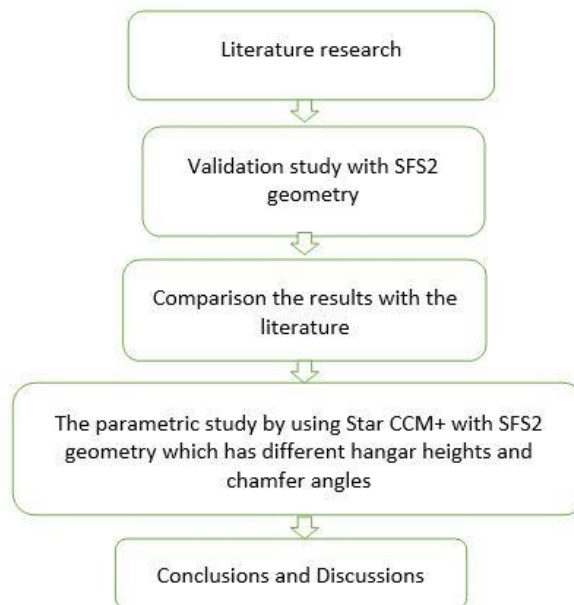 Literature research
Validation study with SFS2
geometry
Comparison the results with the
literature
The parametric study by using Star CCM+ with SFS2
geometry which has different hangar heights and
chamfer angles
Conclusions and Discussions